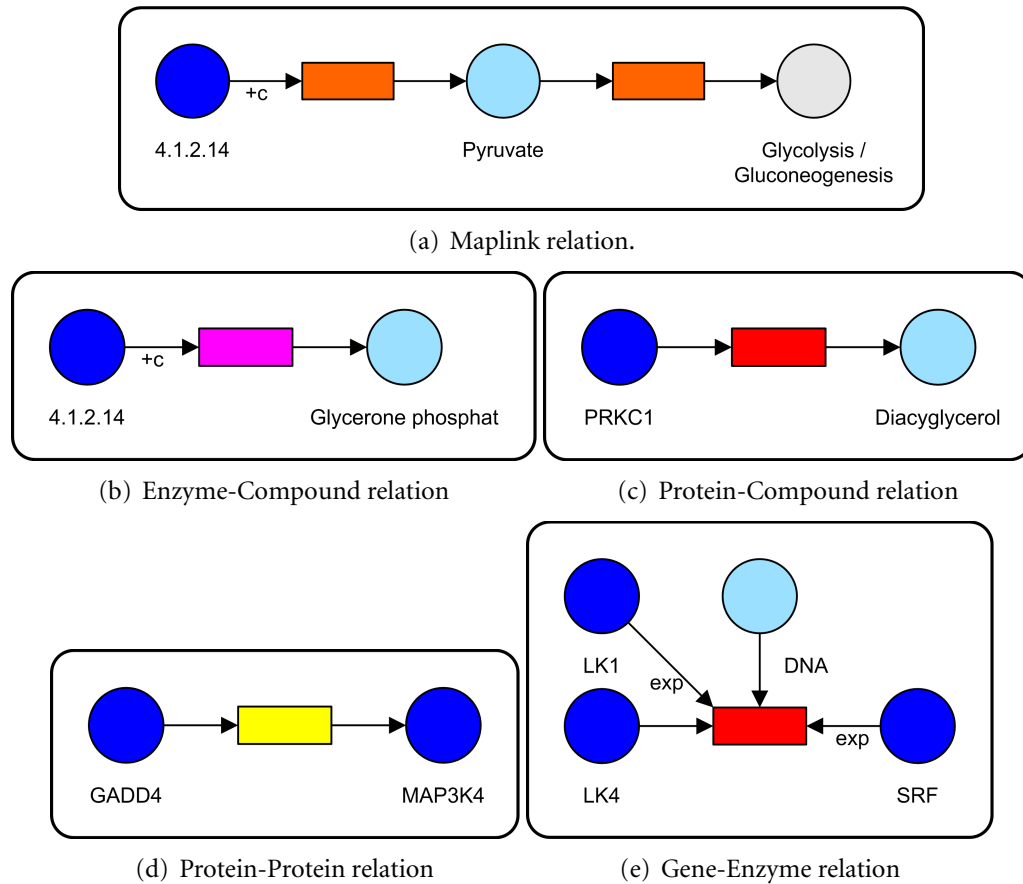 +c
4.1.2.14
Pyruvate
Glycolysis /
Gluconeogenesis
(a) Maplink relation.
+c
4.1.2.14
Glycerone phosphat
(b) Enzyme-Compound relation
PRKC1
Diacyglycerol
(c) Protein-Compound relation
GADD4
MAP3K4
(d) Protein-Protein relation
LK1
exp
DNA
LK4
exp
SRF
(e) Gene-Enzyme relation